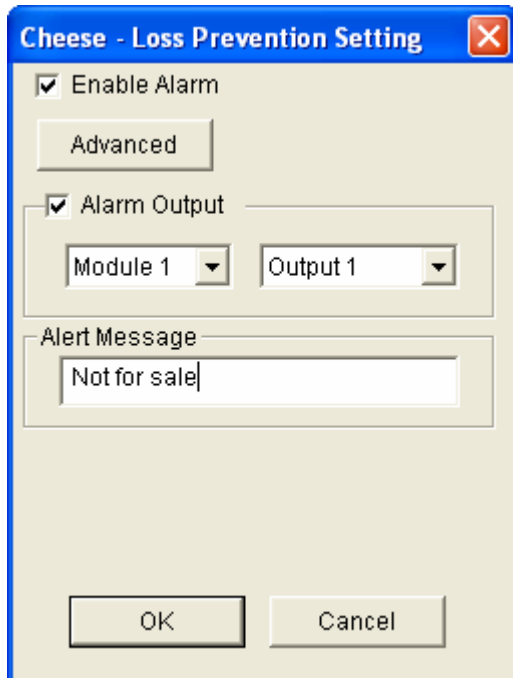 Cheese - Loss Prevention Setting
Enable Alarm
Advanced
Alarm Output
Module 1 Output 1
Alert Message
Not for sale
OK Cancel